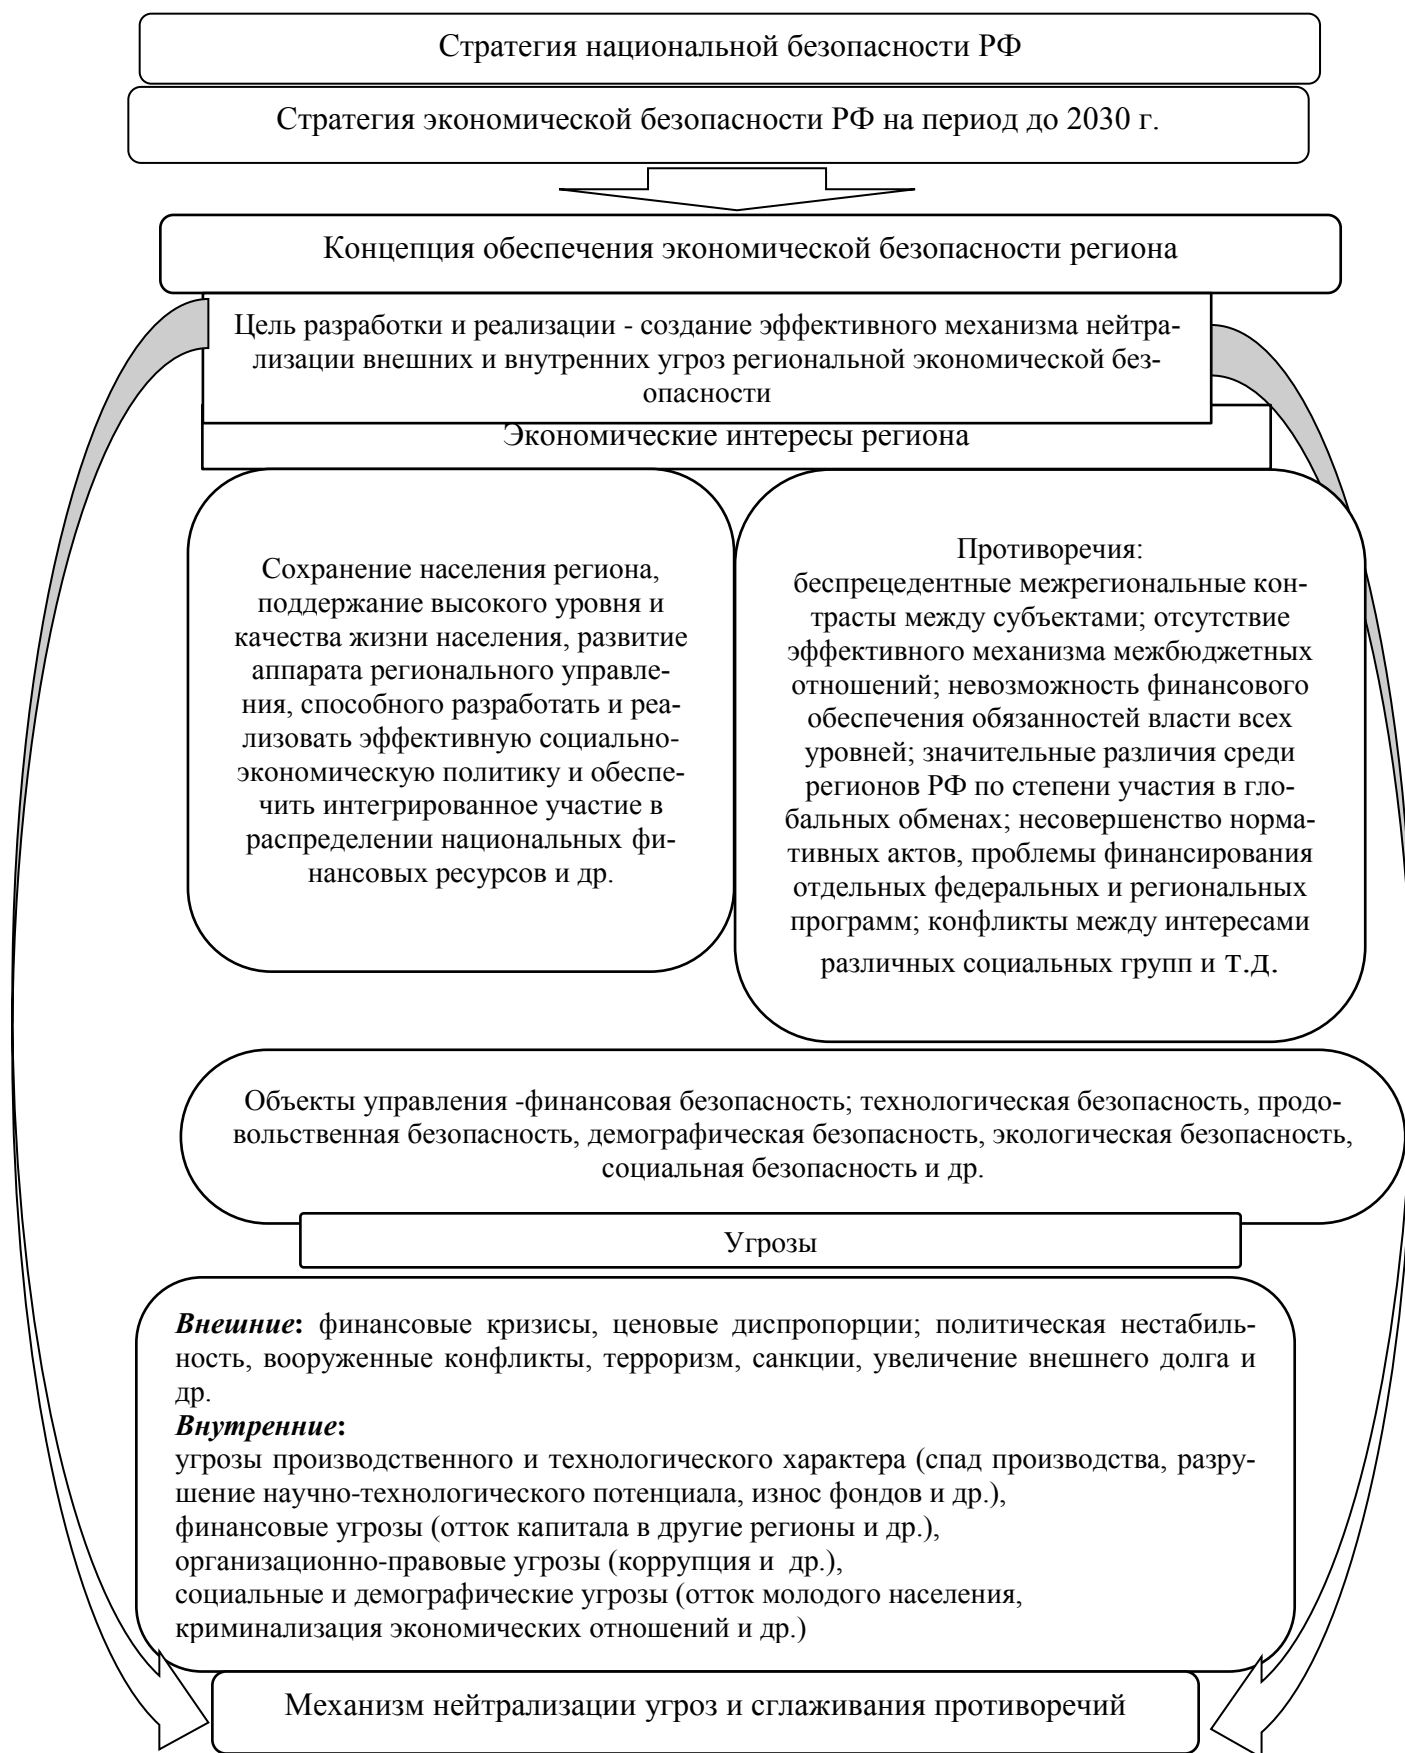 Стратегия национальной безопасности РФ
Стратегия экономической безопасности РФ на период до 2030 г.
Концепция обеспечения экономической безопасности региона
Цель разработки и реализации - создание эффективного механизма нейтра-
лизации внешних и внутренних угроз региональной экономической без-
опасности
Экономические интересы региона
Сохранение населения региона,
поддержание высокого уровня и
качества жизни населения, развитие
аппарата регионального управле-
ния, способного разработать и реа-
лизовать эффективную социально-
экономическую политику и обеспе-
чить интегрированное участие в
распределении национальных фи-
нансовых ресурсов и др.
Противоречия:
беспрецедентные межрегиональные кон-
трасты между субъектами; отсутствие
эффективного механизма межбюджетных
отношений; невозможность финансового
обеспечения обязанностей власти всех
уровней; значительные различия среди
регионов РФ по степени участия в гло-
бальных обменах; несовершенство норма-
тивных актов, проблемы финансирования
отдельных федеральных и региональных
программ; конфликты между интересами
различных социальных групп и т.д.
Объекты управления -финансовая безопасность; технологическая безопасность, продо-
вольственная безопасность, демографическая безопасность, экологическая безопасность,
социальная безопасность и др.
Угрозы
Внешние: финансовые кризисы, ценовые диспропорции; политическая нестабиль-
ность, вооруженные конфликты, терроризм, санкции, увеличение внешнего долга и
др.
Внутренние:
угрозы производственного и технологического характера (спад производства, разру-
шение научно-технологического потенциала, износ фондов и др.),
финансовые угрозы (отток капитала в другие регионы и др.),
организационно-правовые угрозы (коррупция и др.),
социальные и демографические угрозы (отток молодого населения,
криминализация экономических отношений и др.)
Механизм нейтрализации угроз и сглаживания противоречий